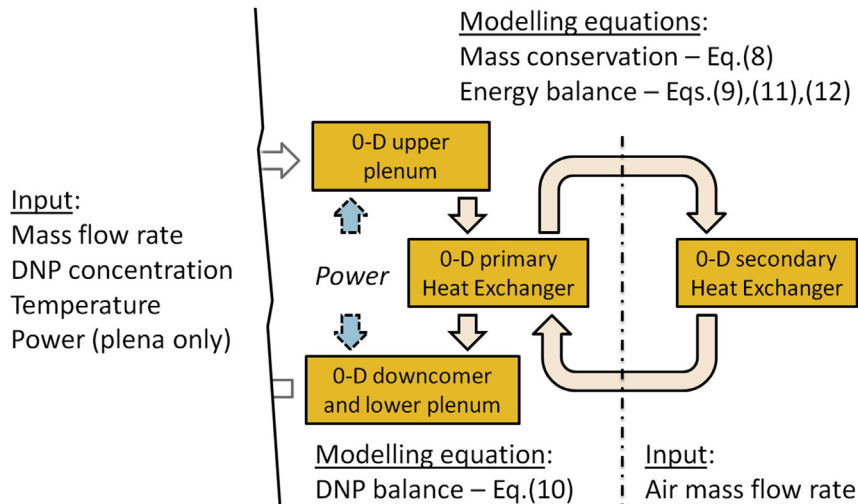 Modelling equations:
Mass conservation – Eq.(8)
Energy balance – Eqs.(9),(11),(12)
0-D upper
plenum
Input:
Mass flow rate
DNP concentration
Temperature
Power (plena only)
Power
0-D primary
Heat Exchanger
0-D secondary
Heat Exchanger
0-D downcomer
and lower plenum
Modelling equation:
DNP balance – Eq.(10)
Input:
Air mass flow rate